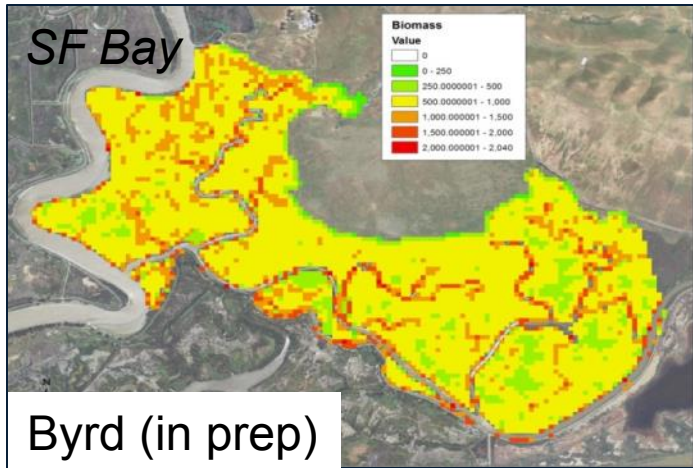 SF Bay
Biomass
Value
0
0 - 250
250.0000001 - 500
500.0000001 - 1,000
1,000.000001 - 1,500
1,500.000001 - 2,000
2,000.000001 - 2,040
N
Byrd (in prep)